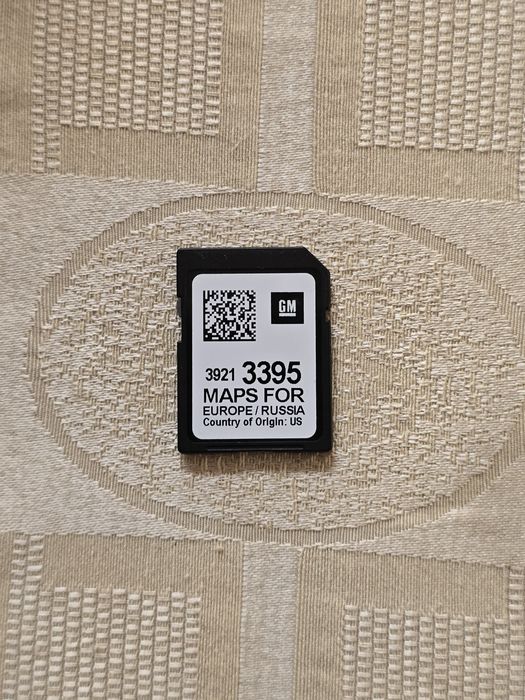 GM
3921 3395
MAPS FOR
EUROPE / RUSSIA
Country of Origin: US